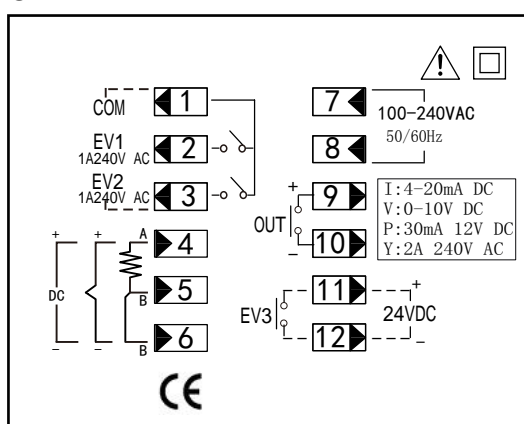 COM
1
EV1
1A240V AC
2
EV2
1A240V AC
3
+ + A
4
DC
B
5
− − B
6
CE
7
8
100-240VAC
50/60Hz
+
9
OUT
10
−
I:4-20mA DC
V:0-10V DC
P:30mA 12V DC
Y:2A 240V AC
11
+
EV3
24VDC
12
−